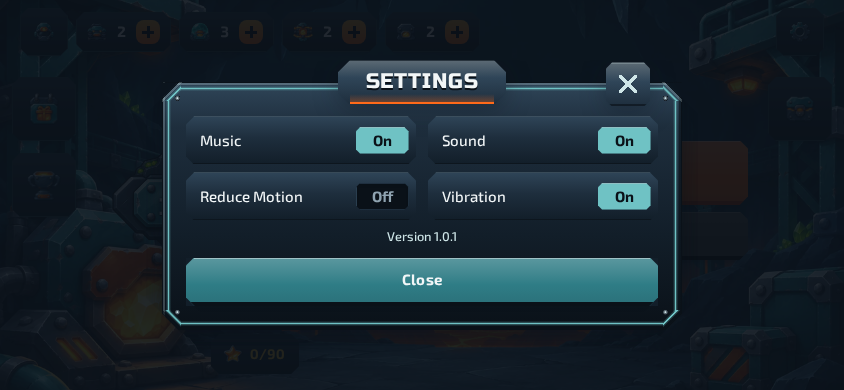 2 3 2 2
SETTINGS
Music On Sound On
Reduce Motion Off Vibration On
Version 1.0.1
Close
0/90